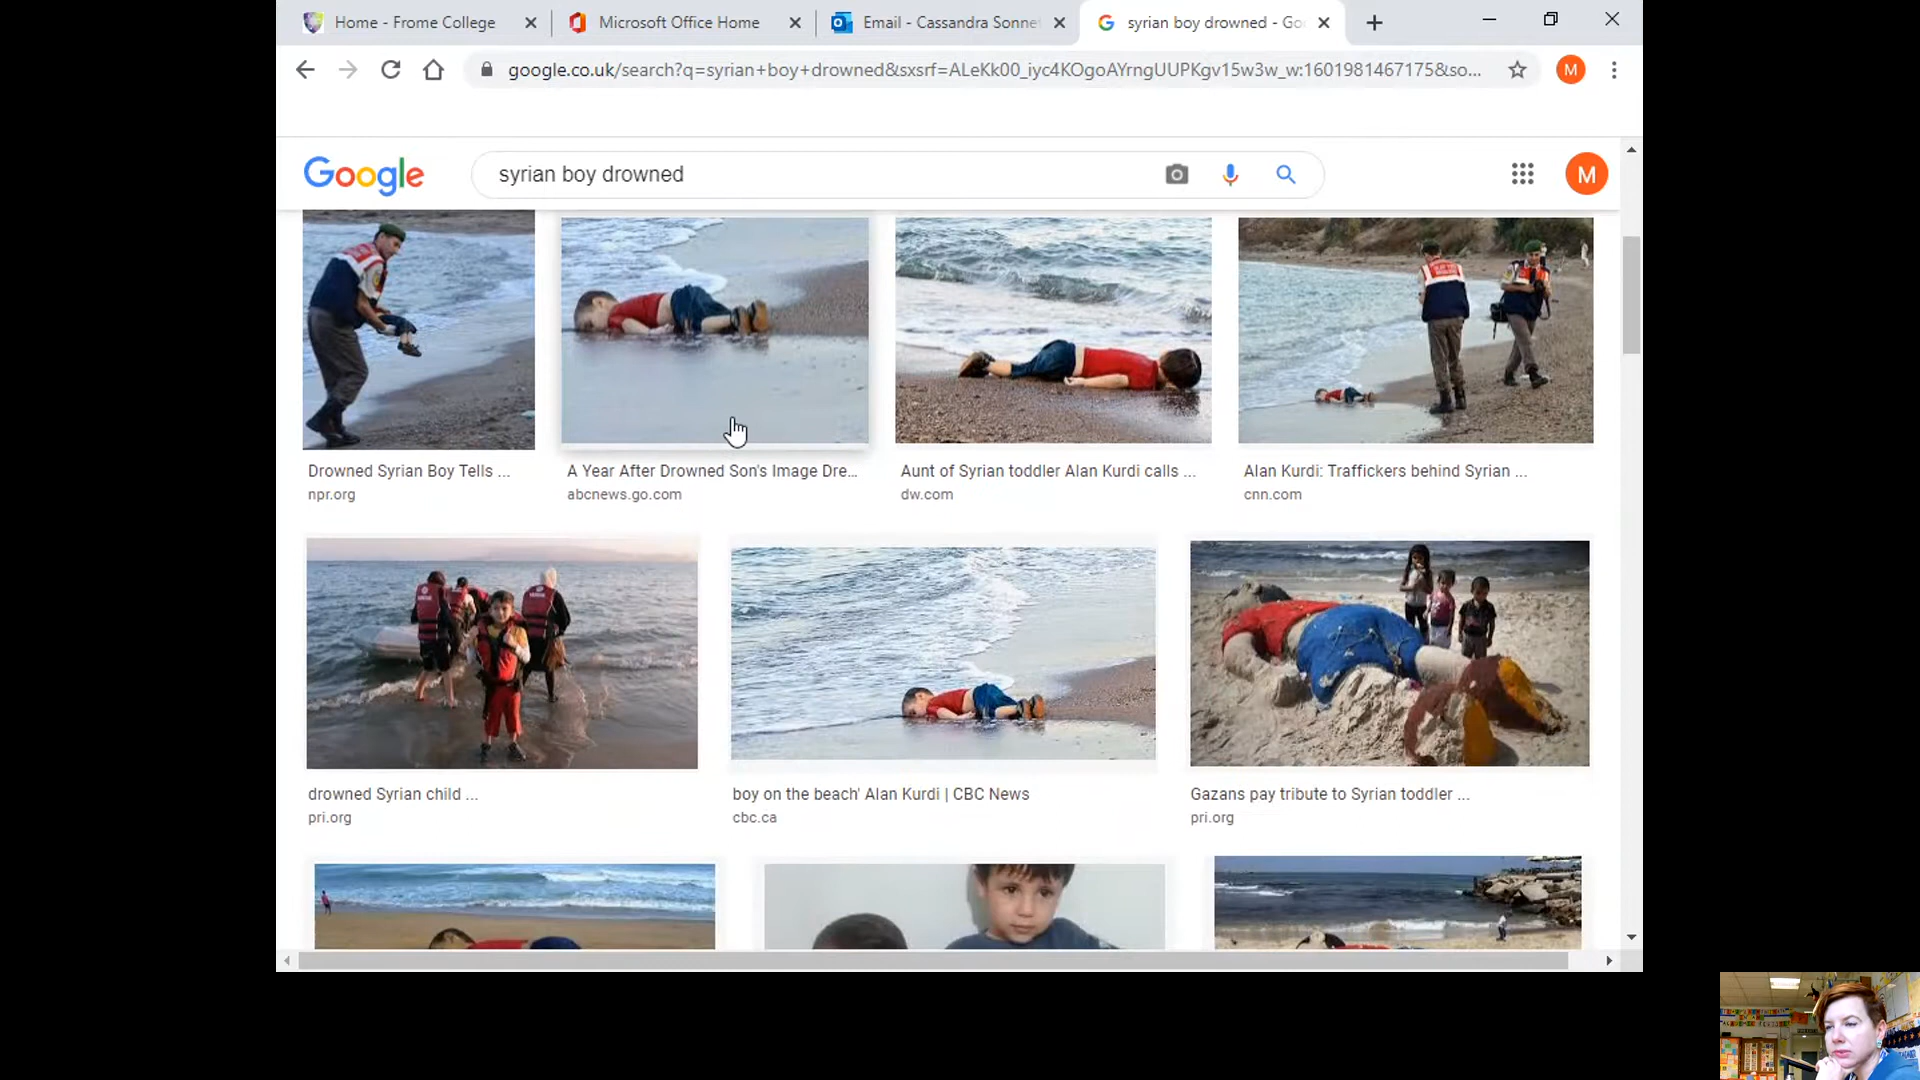 Home - Frome College
Microsoft Office Home
Email - Cassandra Sonne
syrian boy drowned - Go
google.co.uk/search?q=syrian+boy+drowned&sxsrf=ALeKk00_iyc4KOgoAYrngUUPKgv15w3w_w:1601981467175&so...
M
Google
syrian boy drowned
M
Drowned Syrian Boy Tells ...
npr.org
A Year After Drowned Son's Image Dre...
abcnews.go.com
Aunt of Syrian toddler Alan Kurdi calls ...
dw.com
Alan Kurdi: Traffickers behind Syrian ...
cnn.com
drowned Syrian child ...
pri.org
boy on the beach' Alan Kurdi | CBC News
cbc.ca
Gazans pay tribute to Syrian toddler ...
pri.org